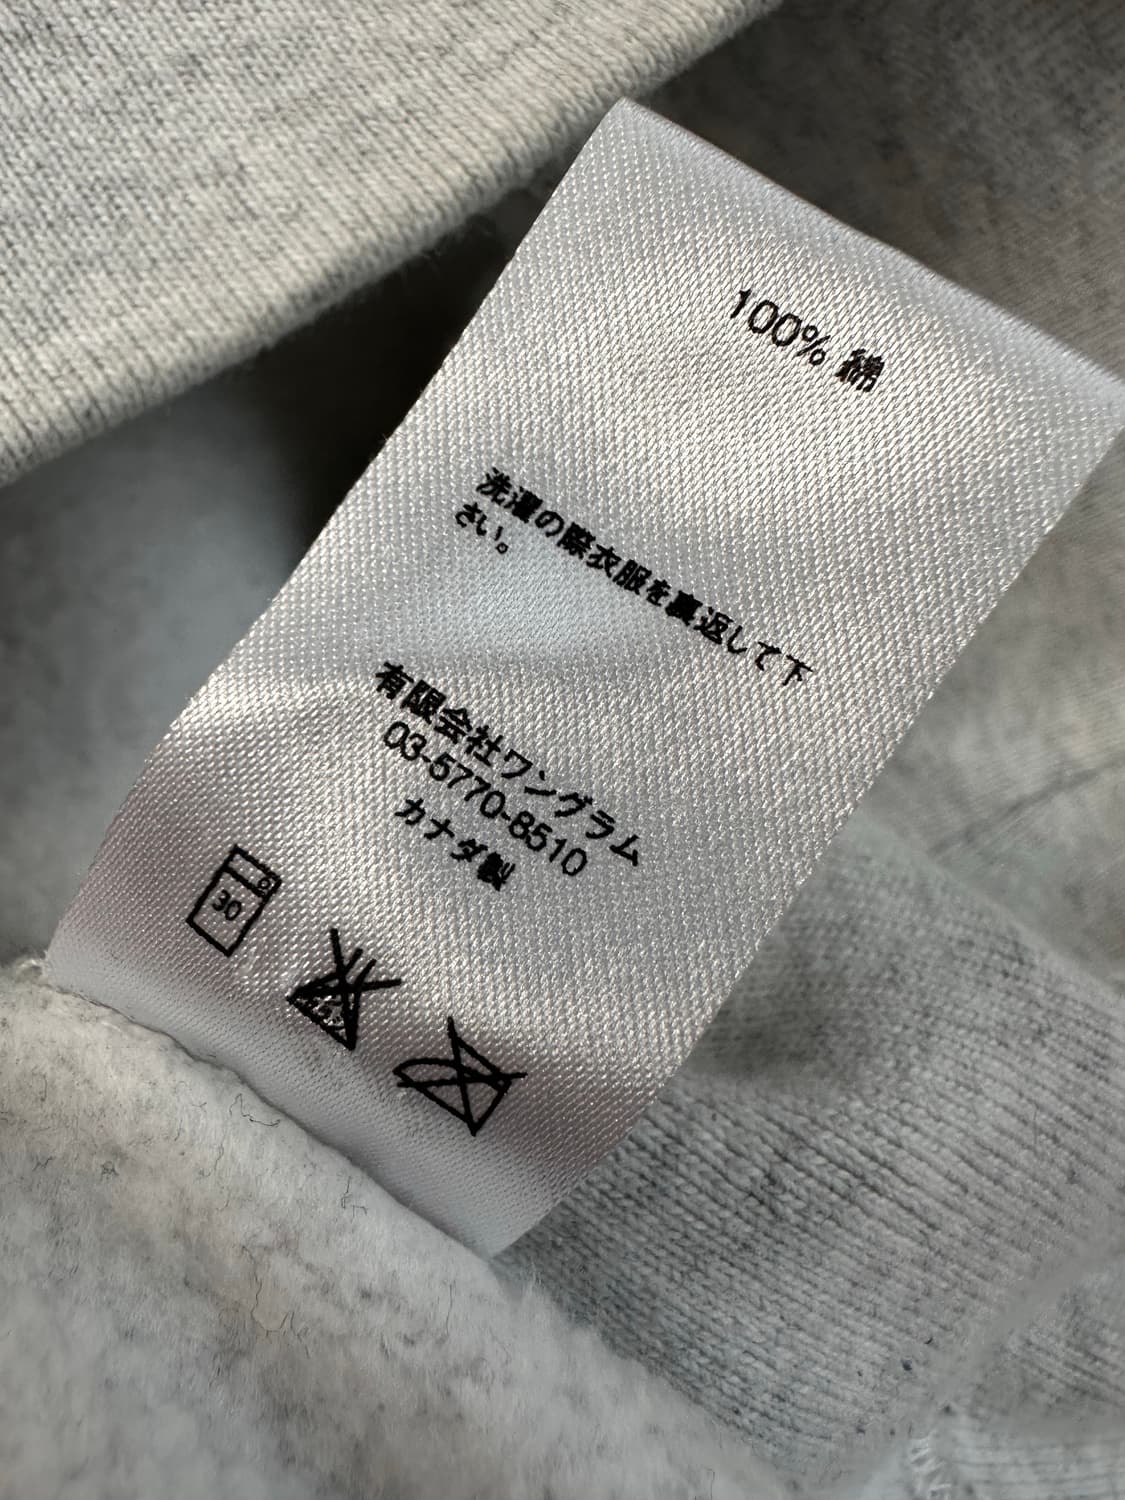 100% 綿
洗濯の際衣服を裏返して下
さい。
有限会社ワングラム
03-5770-8510
カナダ製
30